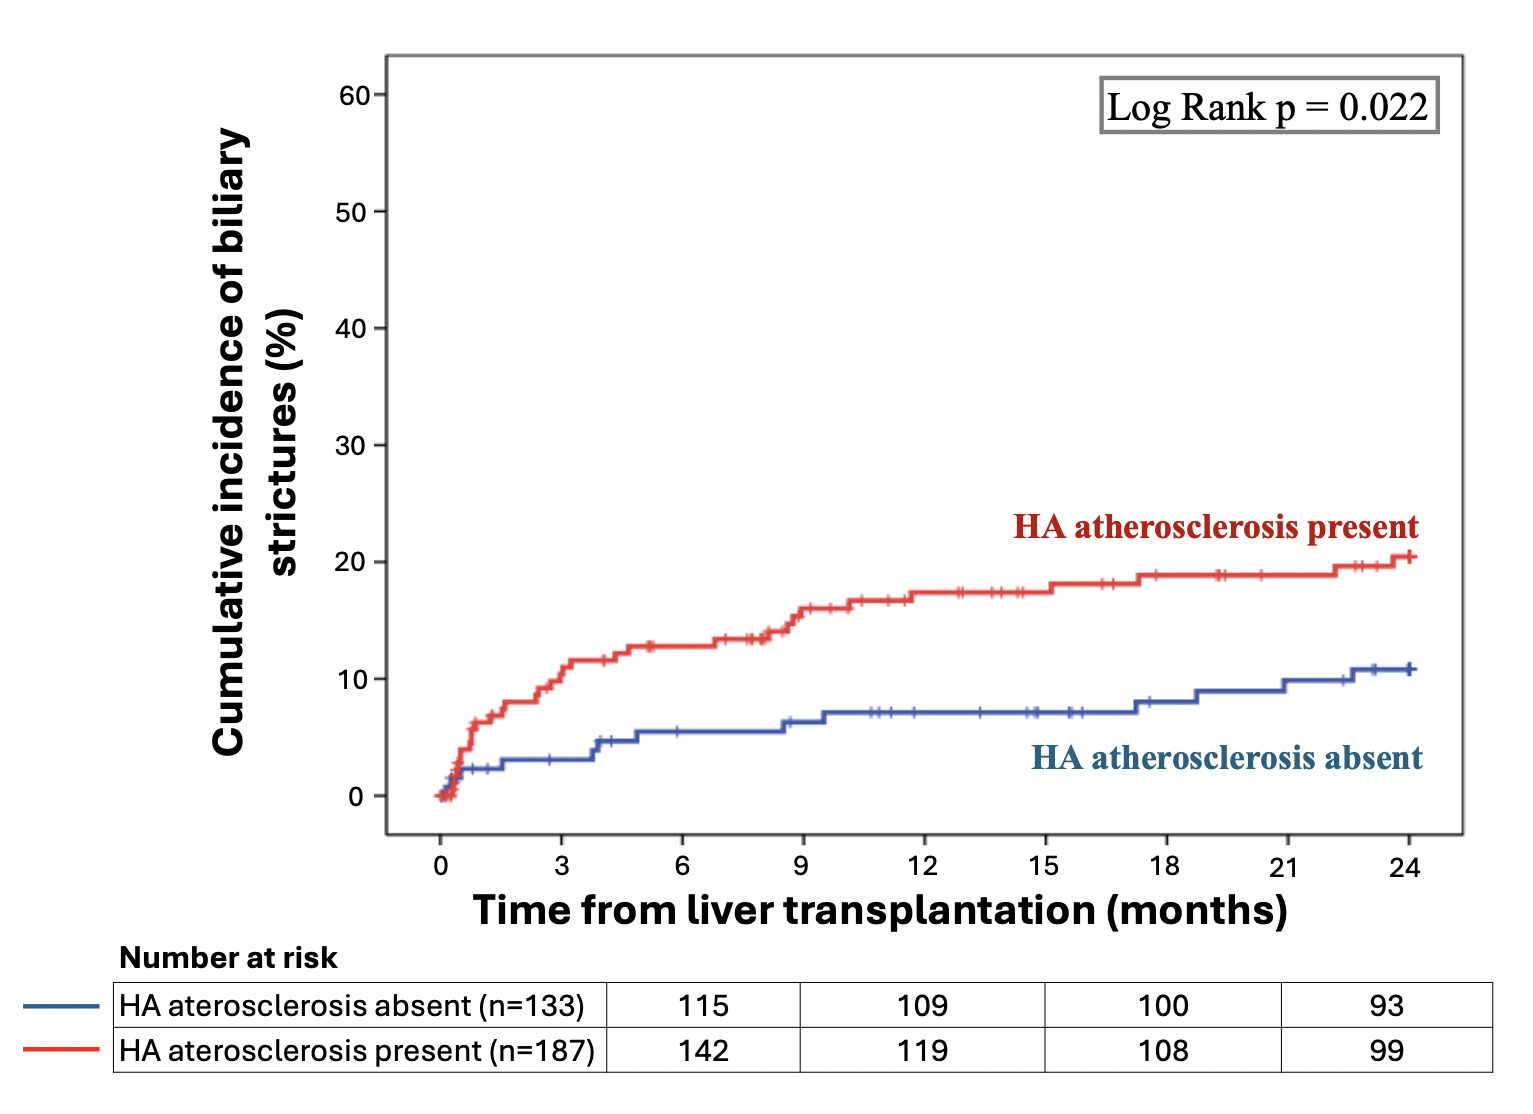 Log Rank p = 0.022
Cumulative incidence of biliary
strictures (%)
60
50
40
30
20
10
0
HA atherosclerosis present
HA atherosclerosis absent
0 3 6 9 12 15 18 21 24
Time from liver transplantation (months)
Number at risk
HA aterosclerosis absent (n=133) 115 109 100 93
HA aterosclerosis present (n=187) 142 119 108 99